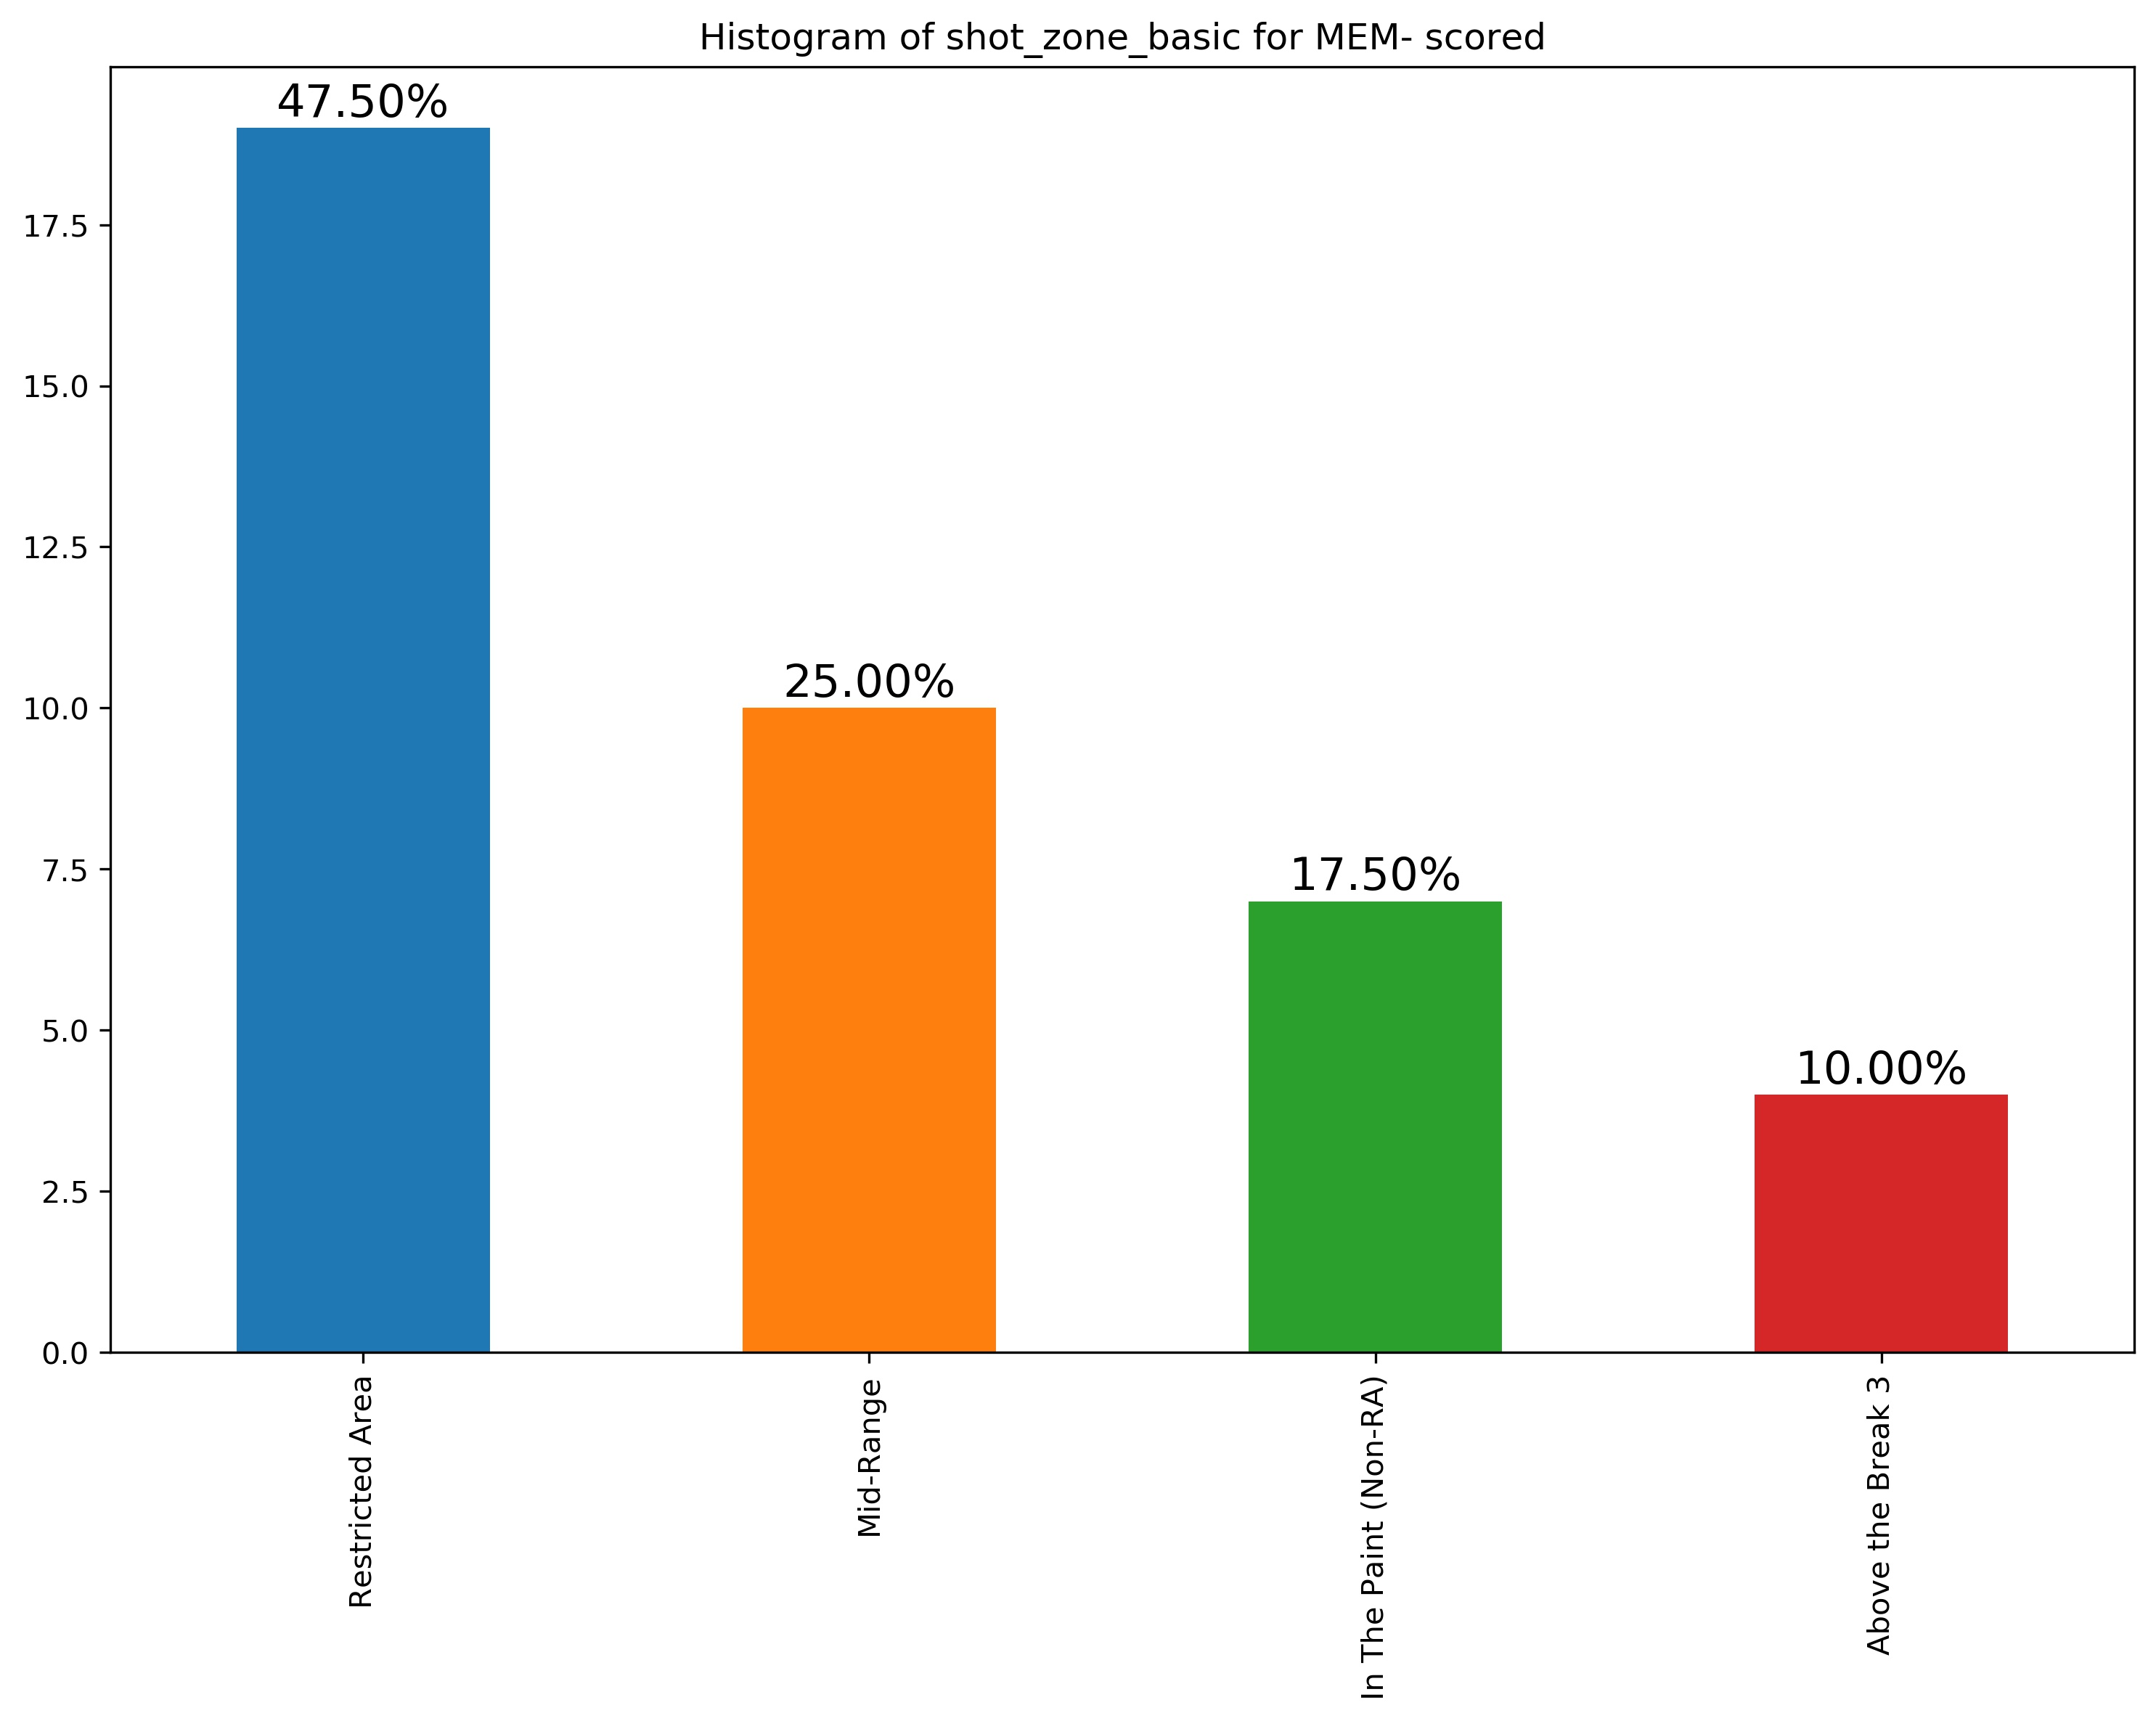 Histogram of shot_zone_basic for MEM- scored
47.50%
25.00%
17.50%
10.00%
17.5
15.0
12.5
10.0
7.5
5.0
2.5
0.0
Restricted Area
Mid-Range
In The Paint (Non-RA)
Above the Break 3